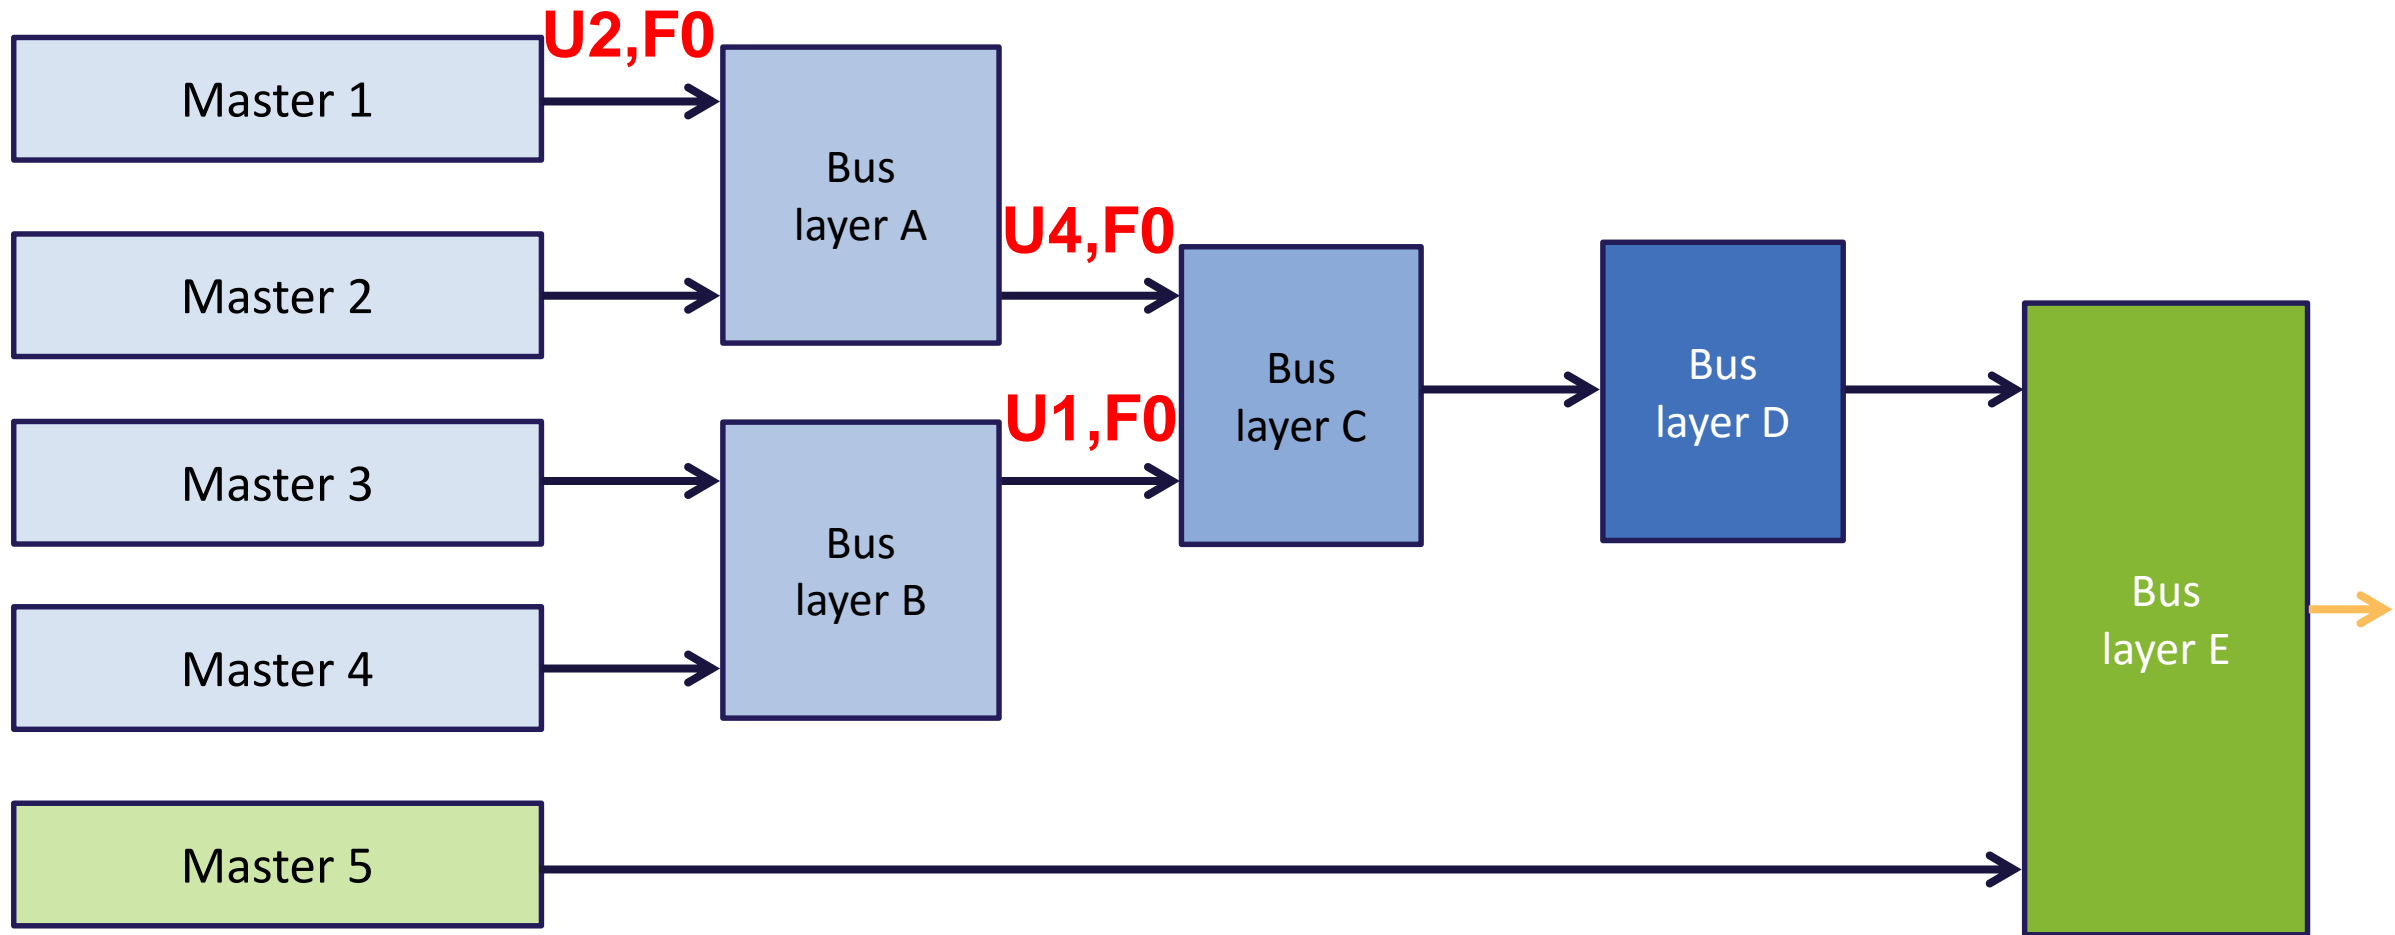 U2,F0
Master 1
Bus
layer A
Master 2
U4,F0
Bus
layer C
Bus
layer D
U1,F0
Master 3
Bus
layer B
Master 4
Bus
layer E
Master 5